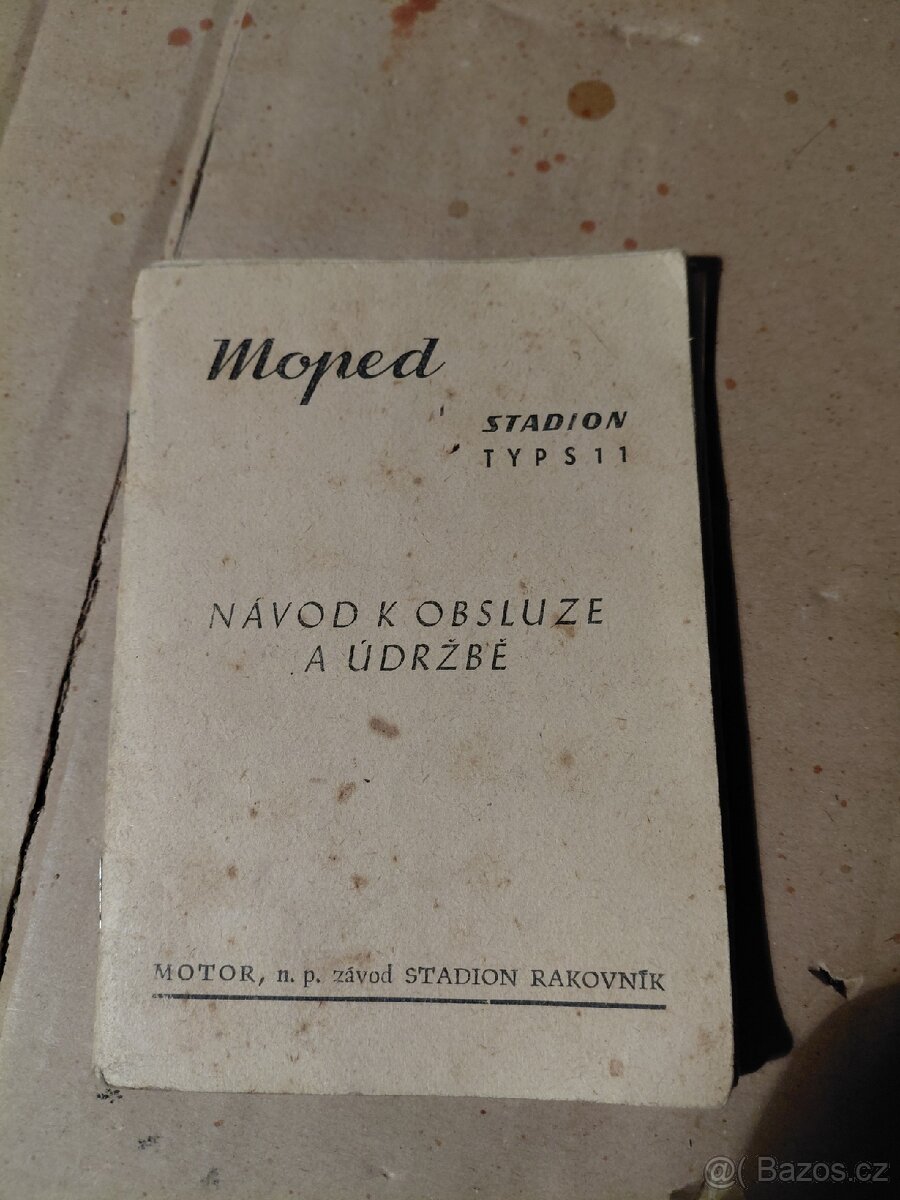 Moped
STADION
TYP S 11
NÁVOD K OBSLUZE
A ÚDRŽBĚ
MOTOR, n. p. závod STADION RAKOVNÍK
@( Bazos.cz